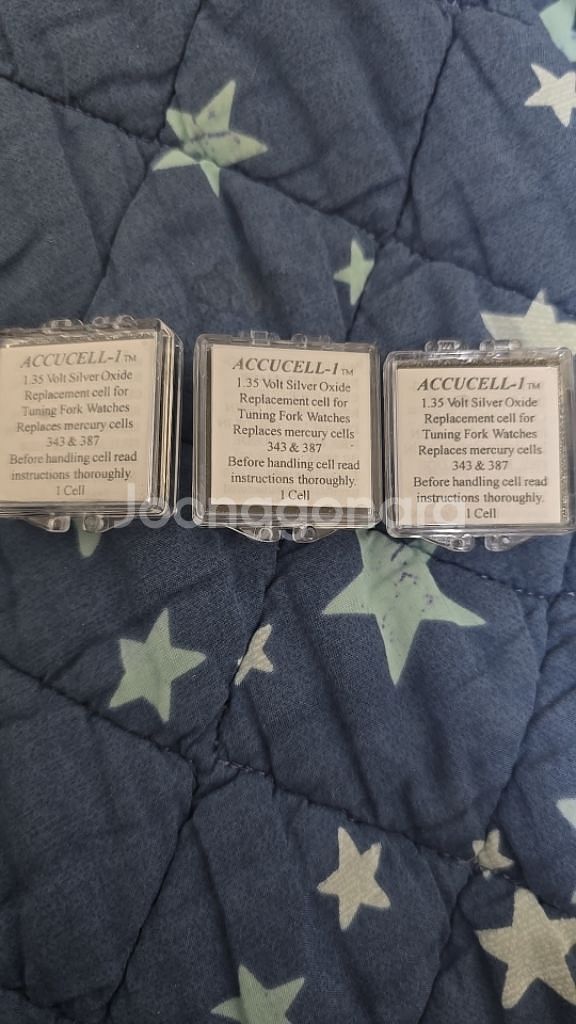 ACCUCELL-1™
1.35 Volt Silver Oxide
Replacement cell for
Tuning Fork Watches
Replaces mercury cells
343 & 387
Before handling cell read
instructions thoroughly.
1 Cell
ACCUCELL-1™
1.35 Volt Silver Oxide
Replacement cell for
Tuning Fork Watches
Replaces mercury cells
343 & 387
Before handling cell read
instructions thoroughly.
1 Cell
ACCUCELL-1™
1.35 Volt Silver Oxide
Replacement cell for
Tuning Fork Watches
Replaces mercury cells
343 & 387
Before handling cell read
instructions thoroughly.
1 Cell
Joonggonara